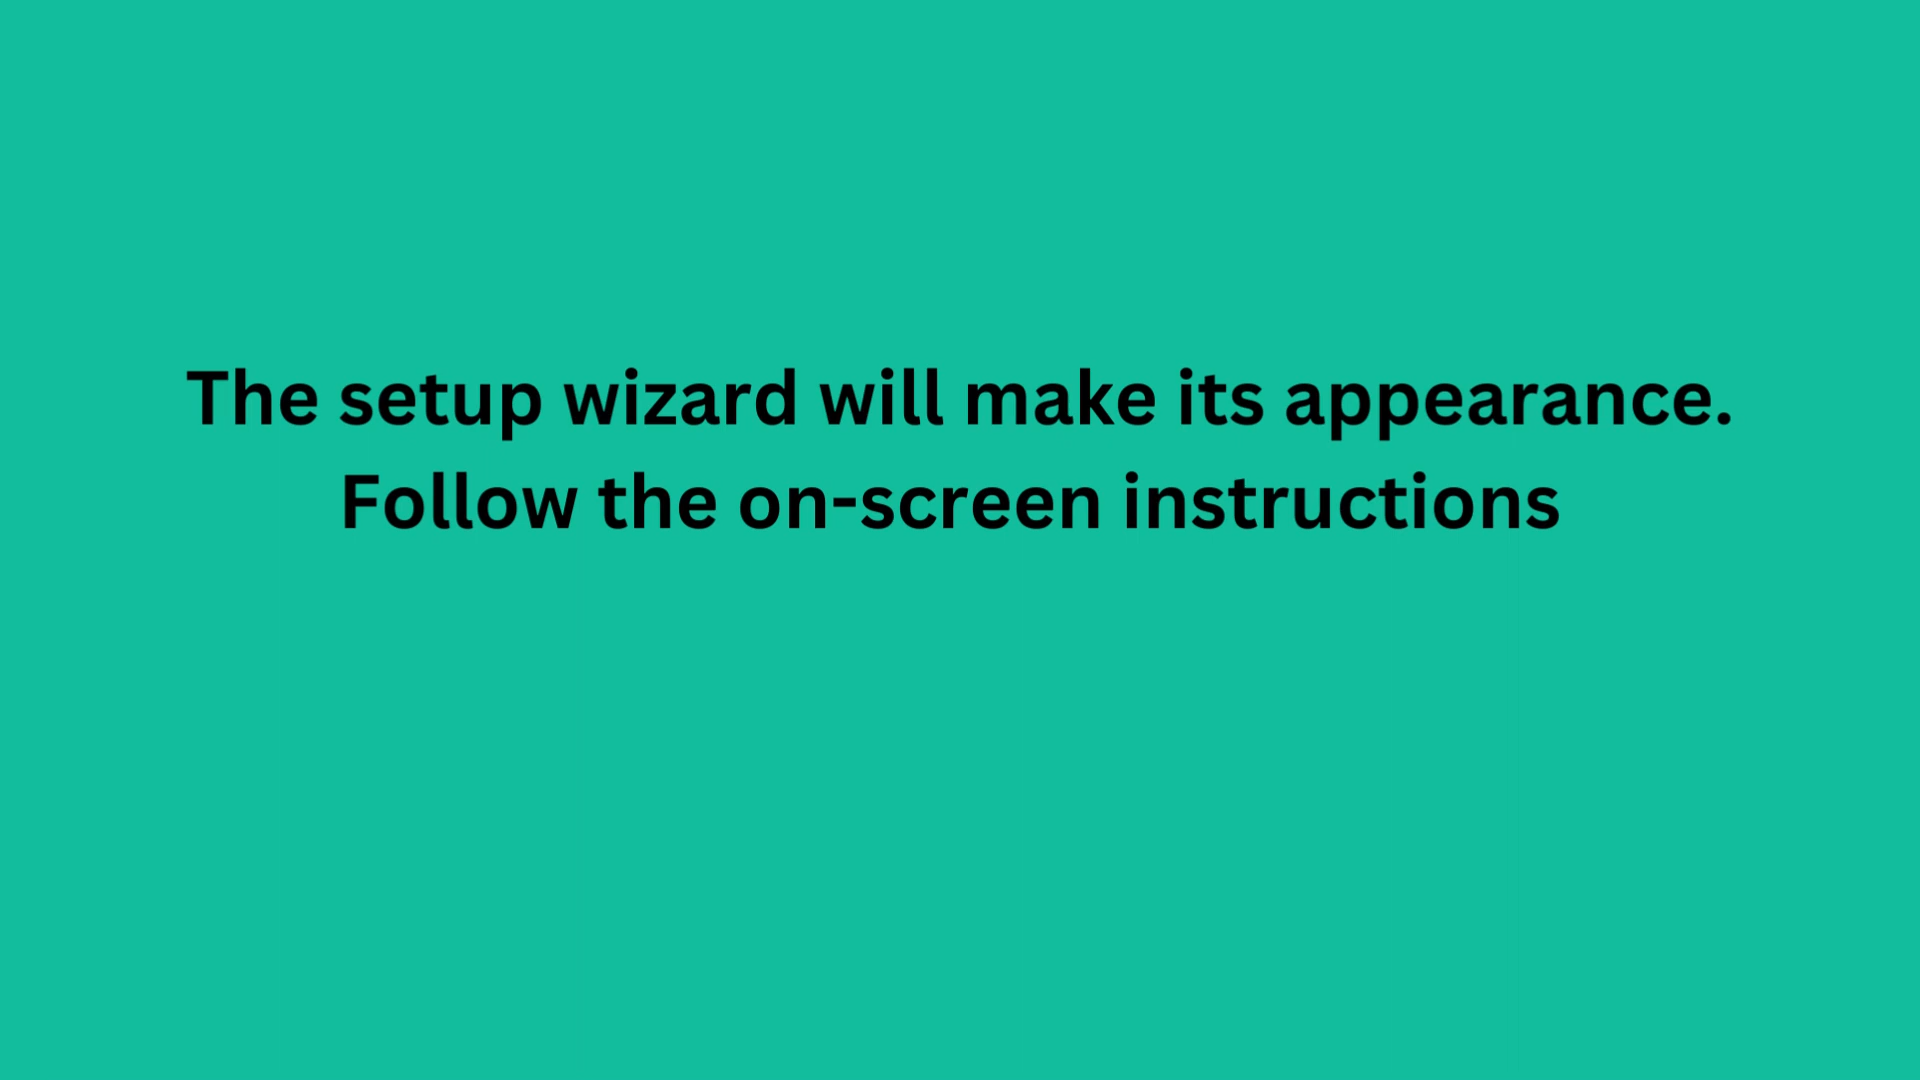 The setup wizard will make its appearance.
Follow the on-screen instructions